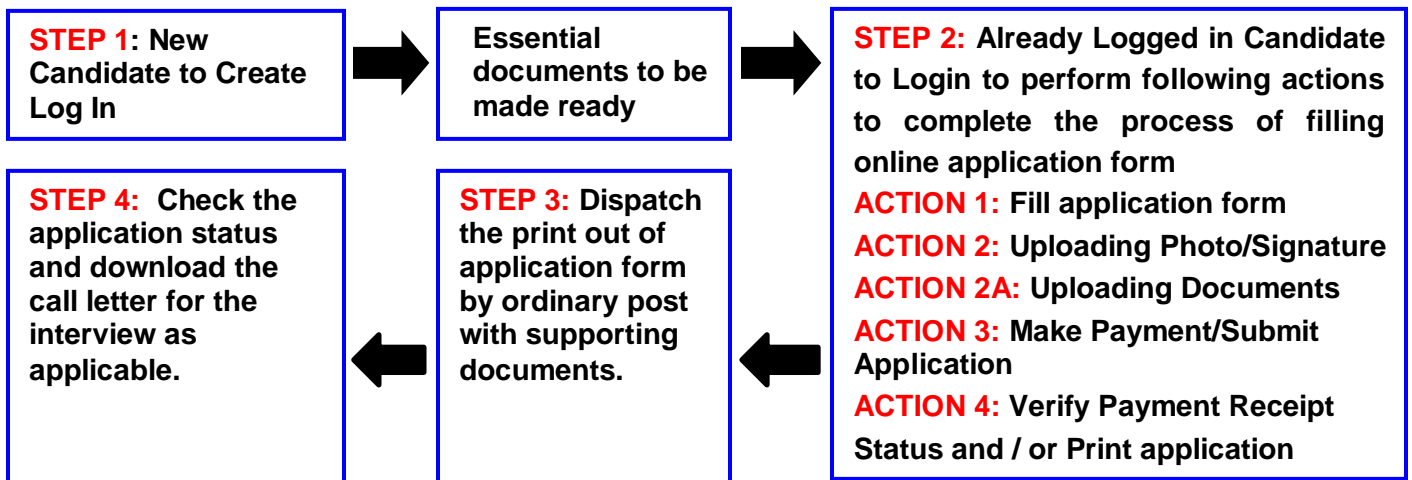 STEP 1: New
Candidate to Create
Log In
Essential
documents to be
made ready
STEP 2: Already Logged in Candidate
to Login to perform following actions
to complete the process of filling
online application form
ACTION 1: Fill application form
ACTION 2: Uploading Photo/Signature
ACTION 2A: Uploading Documents
ACTION 3: Make Payment/Submit
Application
ACTION 4: Verify Payment Receipt
Status and / or Print application
STEP 3: Dispatch
the print out of
application form
by ordinary post
with supporting
documents.
STEP 4: Check the
application status
and download the
call letter for the
interview as
applicable.